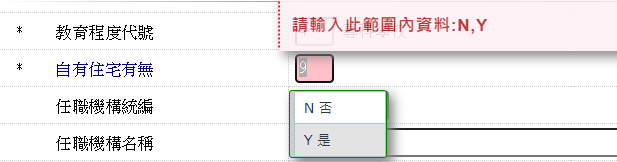 請輸入此範圍內資料:N,Y
* 教育程度代號
* 自有住宅有無 9
任職機構統編
N 否
Y 是
任職機構名稱